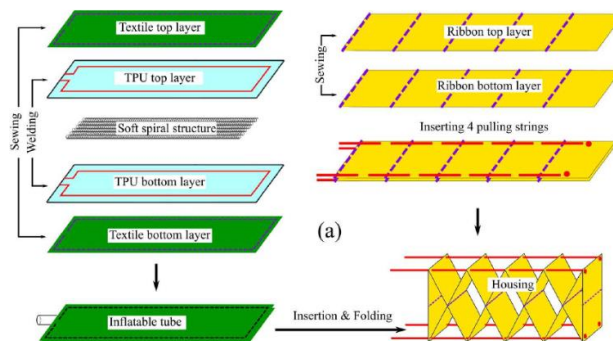 Textile top layer
TPU top layer
Soft spiral structure
TPU bottom layer
Textile bottom layer
Sewing
Welding
Inflatable tube
Ribbon top layer
Sewing
Ribbon bottom layer
Inserting 4 pulling strings
(a)
Housing
Insertion & Folding